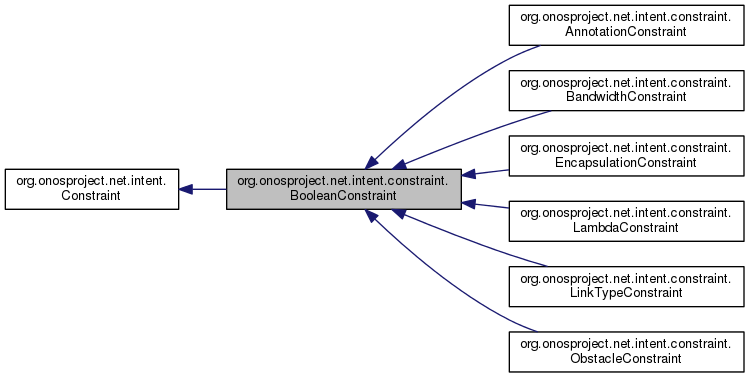 org.onosproject.net.intent.
Constraint
org.onosproject.net.intent.constraint.
BooleanConstraint
org.onosproject.net.intent.constraint.
AnnotationConstraint
org.onosproject.net.intent.constraint.
BandwidthConstraint
org.onosproject.net.intent.constraint.
EncapsulationConstraint
org.onosproject.net.intent.constraint.
LambdaConstraint
org.onosproject.net.intent.constraint.
LinkTypeConstraint
org.onosproject.net.intent.constraint.
ObstacleConstraint